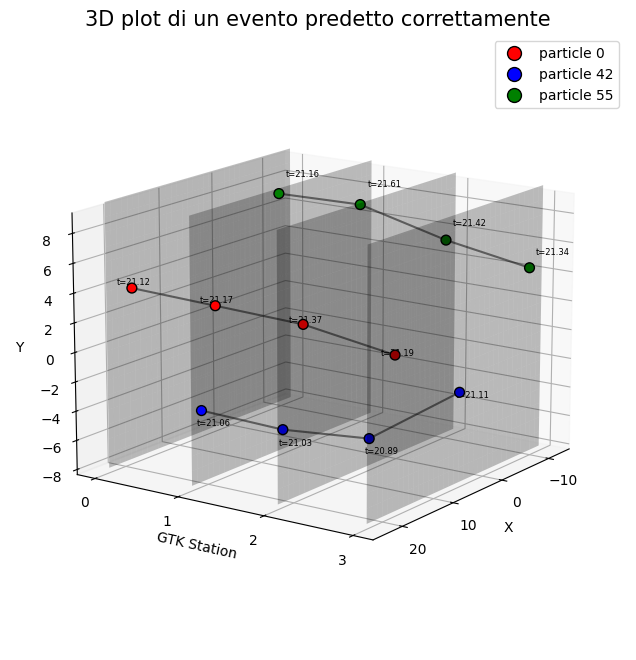 3D plot di un evento predetto correttamente
particle 0
particle 42
particle 55
t=21.16
t=21.61
t=21.42
t=21.34
t=21.12
t=21.17
t=21.37
t=21.06
t=21.03
t=20.89
8
6
4
2
0
−2
−4
−6
−8
Y
0
1
2
3
GTK Station
20
10
0
−10
X